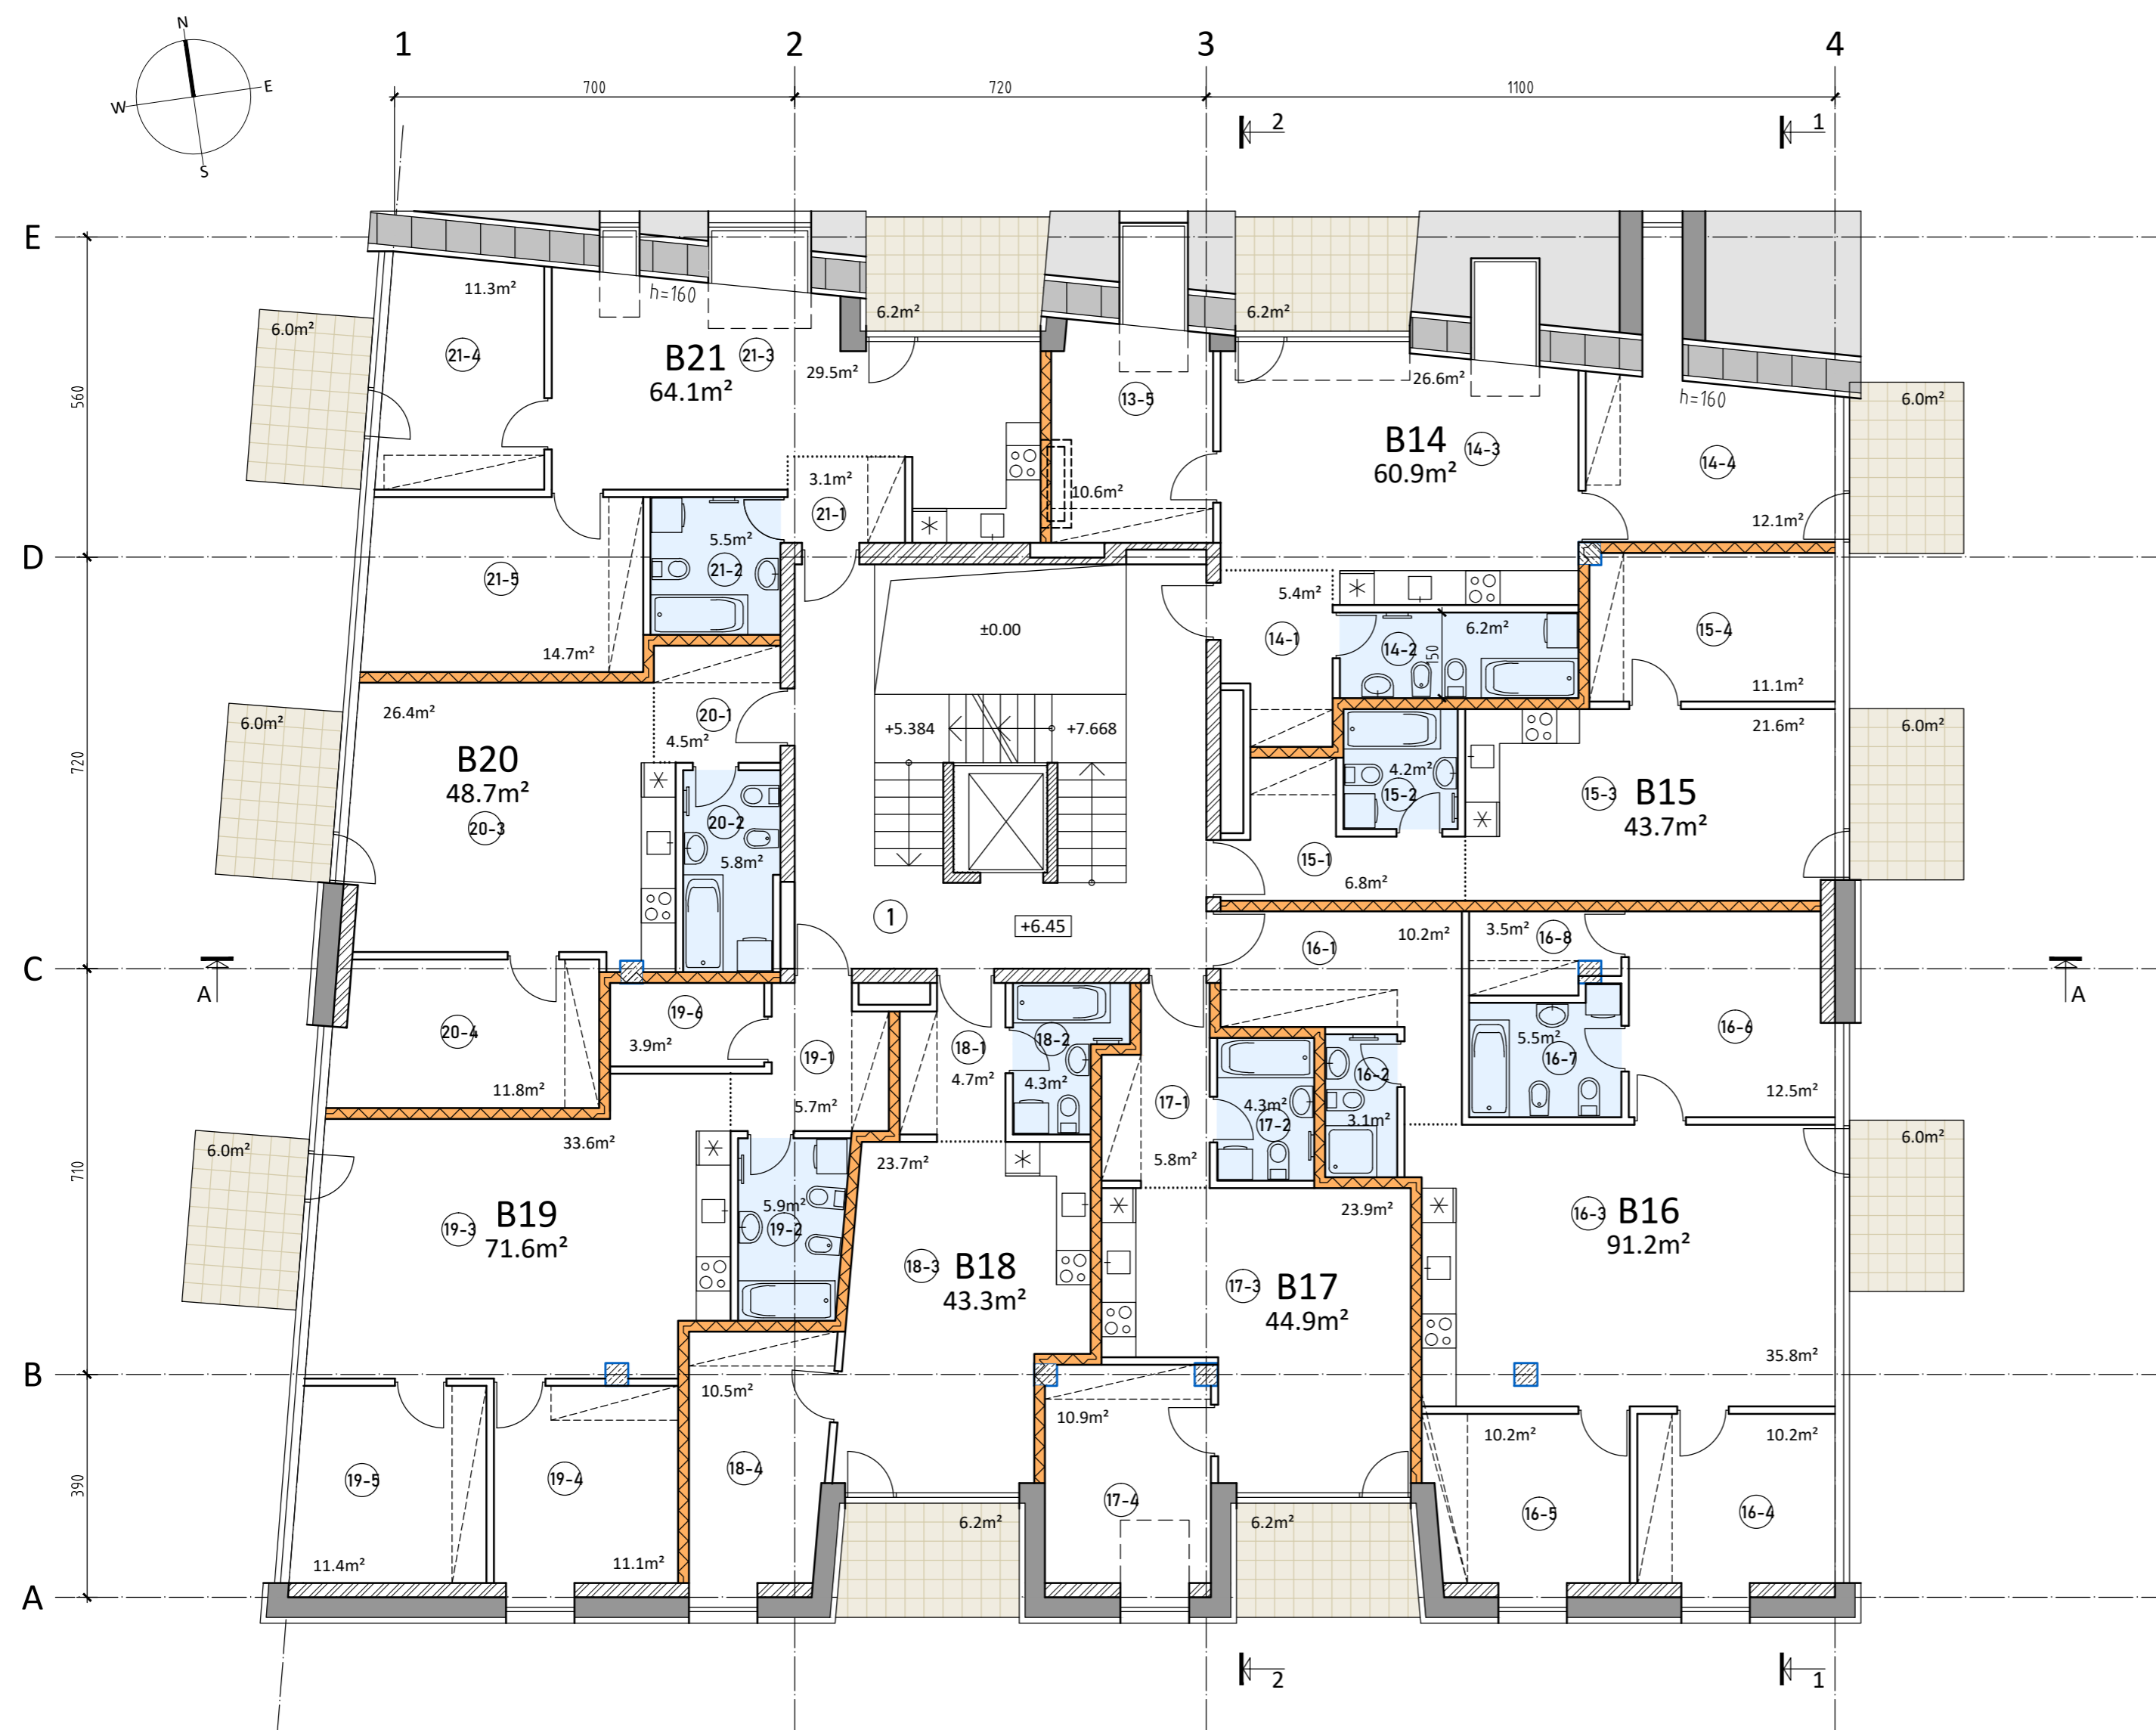 N
E
W
S
1
2
3
4
700
720
1100
2
1
E
D
C
B
A
560
720
710
390
11.3m²
h=160
6.0m²
21-4
B21
64.1m²
21-3
29.5m²
6.2m²
6.2m²
13-5
10.6m²
26.6m²
B14
60.9m²
14-3
h=160
6.0m²
14-4
12.1m²
3.1m²
21-1
5.5m²
21-2
21-5
14.7m²
±0.00
5.4m²
14-1
14-2
6.2m²
150
15-4
11.1m²
26.4m²
6.0m²
20-1
4.5m²
B20
48.7m²
20-3
20-2
5.8m²
+5.384
+7.668
4.2m²
15-2
21.6m²
6.0m²
15-3
B15
43.7m²
15-1
6.8m²
1
+6.45
16-1
10.2m²
3.5m²
16-8
A
A
20-4
11.8m²
19-6
3.9m²
19-1
5.7m²
18-1
4.7m²
18-2
4.3m²
17-1
5.8m²
4.3m²
17-2
16-2
3.1m²
5.5m²
16-7
16-6
12.5m²
6.0m²
33.6m²
B19
71.6m²
19-3
5.9m²
19-2
23.7m²
18-3
B18
43.3m²
23.9m²
17-3
B17
44.9m²
16-3
B16
91.2m²
6.0m²
35.8m²
10.5m²
18-4
10.9m²
17-4
10.2m²
16-5
10.2m²
16-4
19-5
11.4m²
19-4
11.1m²
6.2m²
6.2m²
2
1